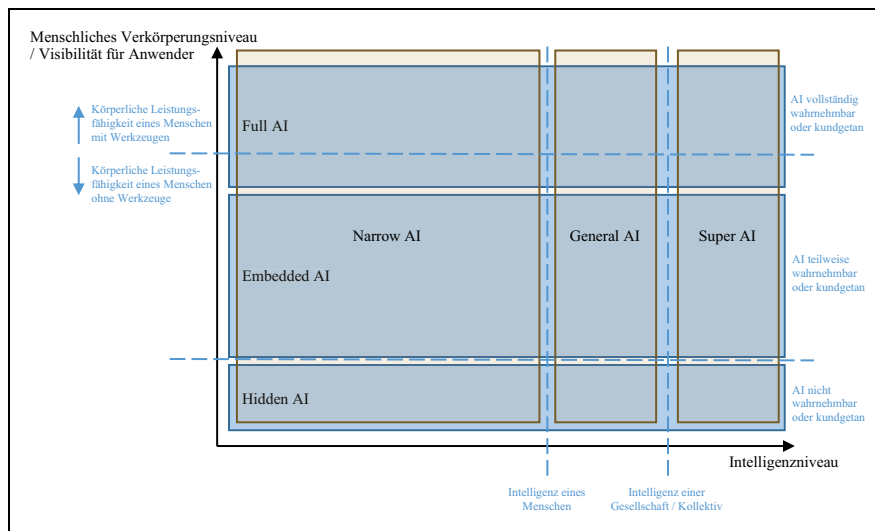 Menschliches Verkörperungsniveau
/ Visibilität für Anwender
Körperliche Leistungs-
fähigkeit eines Menschen
mit Werkzeugen
Körperliche Leistungs-
fähigkeit eines Menschen
ohne Werkzeuge
Full AI
AI vollständig
wahrnehmbar
oder kundgetan
Narrow AI
General AI
Super AI
Embedded AI
AI teilweise
wahrnehmbar
oder kundgetan
Hidden AI
AI nicht
wahrnehmbar
oder kundgetan
Intelligenzniveau
Intelligenz eines
Menschen
Intelligenz einer
Gesellschaft / Kollektiv